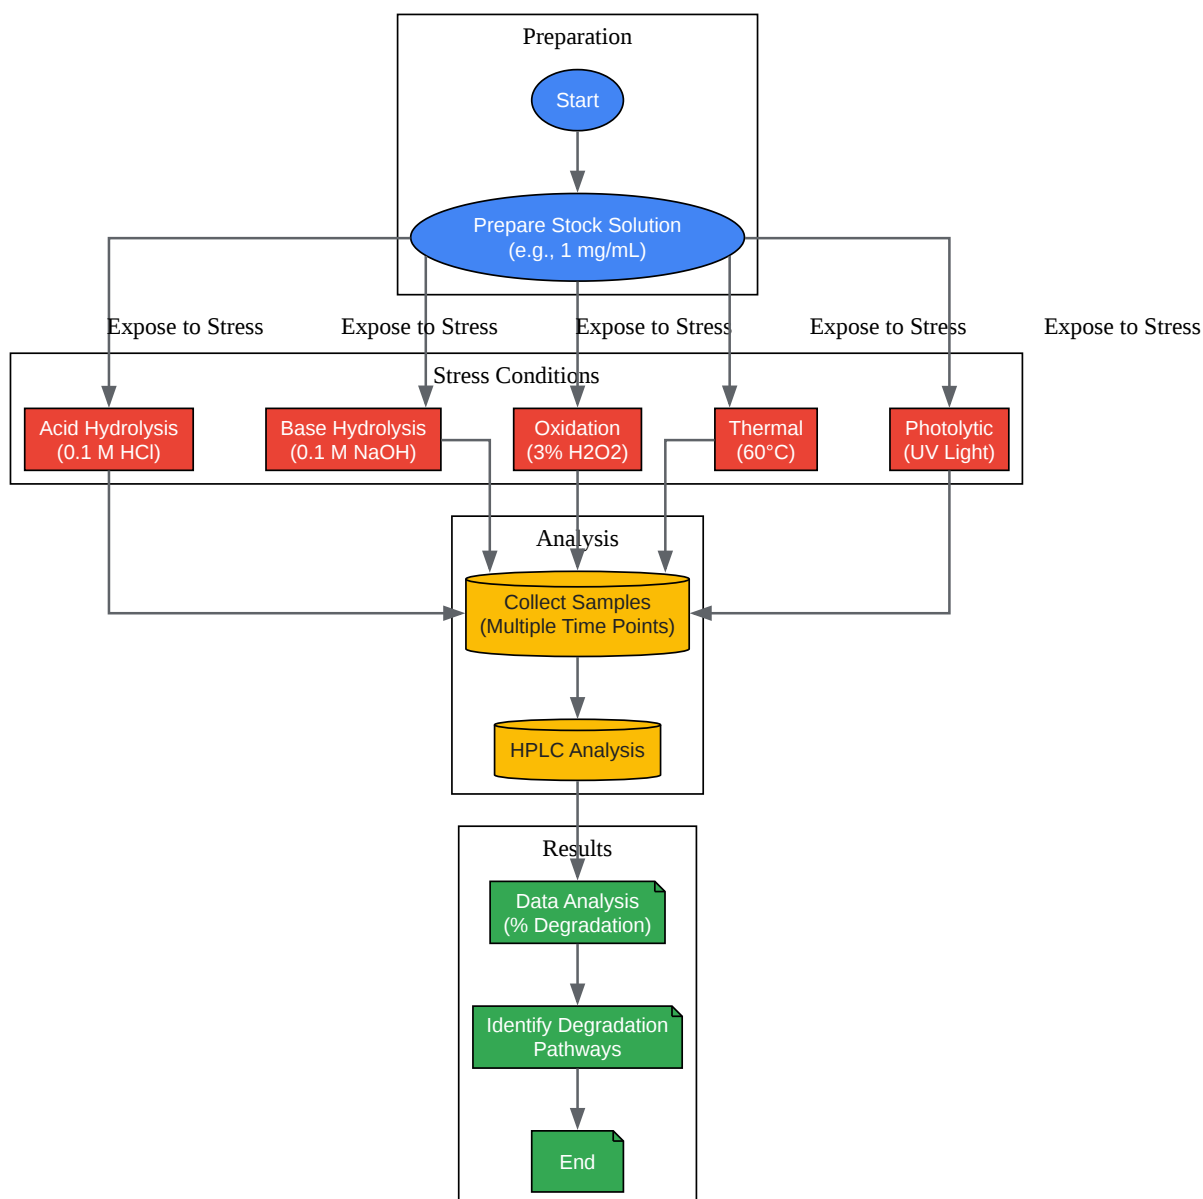 Preparation
Start
Prepare Stock Solution
(e.g., 1 mg/mL)
Expose to Stress
Expose to Stress
Expose to Stress
Expose to Stress
Expose to Stress
Stress Conditions
Acid Hydrolysis
(0.1 M HCl)
Base Hydrolysis
(0.1 M NaOH)
Oxidation
(3% H2O2)
Thermal
(60°C)
Photolytic
(UV Light)
Analysis
Collect Samples
(Multiple Time Points)
HPLC Analysis
Results
Data Analysis
(% Degradation)
Identify Degradation
Pathways
End